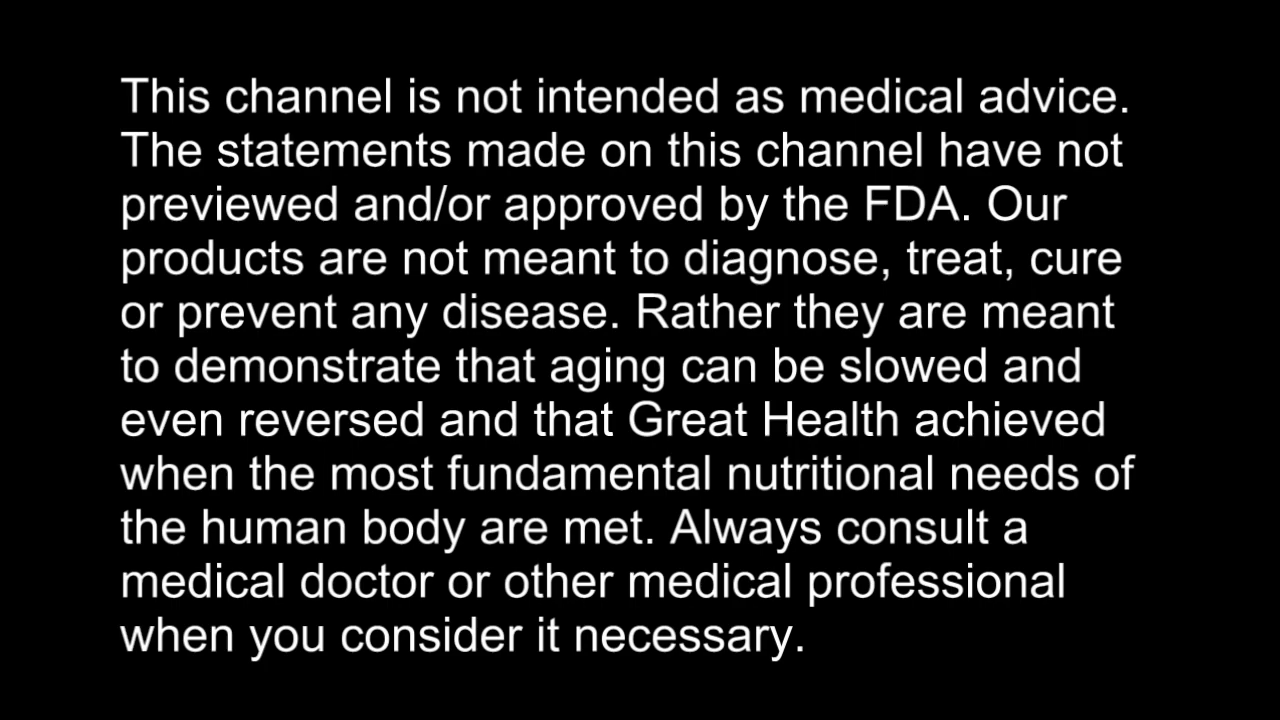 This channel is not intended as medical advice.
The statements made on this channel have not
previewed and/or approved by the FDA. Our
products are not meant to diagnose, treat, cure
or prevent any disease. Rather they are meant
to demonstrate that aging can be slowed and
even reversed and that Great Health achieved
when the most fundamental nutritional needs of
the human body are met. Always consult a
medical doctor or other medical professional
when you consider it necessary.